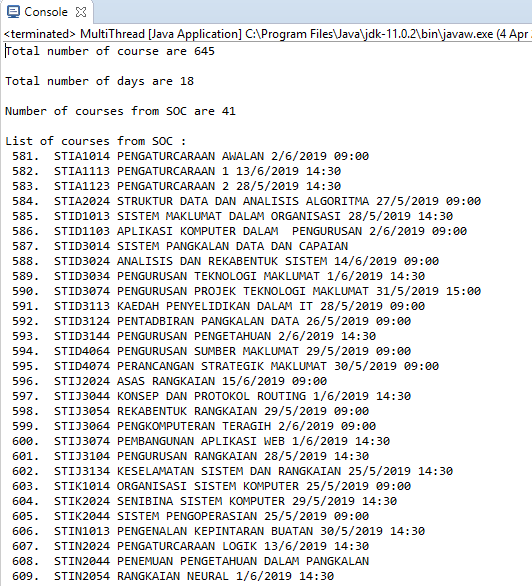 Console
<terminated> MultiThread [Java Application] C:\Program Files\Java\jdk-11.0.2\bin\javaw.exe (4 Apr
Total number of course are 645
Total number of days are 18
Number of courses from SOC are 41
List of courses from SOC :
581. STIA1014 PENGATURCARAAN AWALAN 2/6/2019 09:00
582. STIA1113 PENGATURCARAAN 1 13/6/2019 14:30
583. STIA1123 PENGATURCARAAN 2 28/5/2019 14:30
584. STIA2024 STRUKTUR DATA DAN ANALISIS ALGORITMA 27/5/2019 09:00
585. STID1013 SISTEM MAKLUMAT DALAM ORGANISASI 28/5/2019 14:30
586. STID1103 APLIKASI KOMPUTER DALAM  PENGURUSAN 2/6/2019 09:00
587. STID3014 SISTEM PANGKALAN DATA DAN CAPAIAN
588. STID3024 ANALISIS DAN REKABENTUK SISTEM 14/6/2019 09:00
589. STID3034 PENGURUSAN TEKNOLOGI MAKLUMAT 1/6/2019 14:30
590. STID3074 PENGURUSAN PROJEK TEKNOLOGI MAKLUMAT 31/5/2019 15:00
591. STID3113 KAEDAH PENYELIDIKAN DALAM IT 28/5/2019 09:00
592. STID3124 PENTADBIRAN PANGKALAN DATA 26/5/2019 09:00
593. STID3144 PENGURUSAN PENGETAHUAN 2/6/2019 14:30
594. STID4064 PENGURUSAN SUMBER MAKLUMAT 29/5/2019 09:00
595. STID4074 PERANCANGAN STRATEGIK MAKLUMAT 30/5/2019 09:00
596. STIJ2024 ASAS RANGKAIAN 15/6/2019 09:00
597. STIJ3044 KONSEP DAN PROTOKOL ROUTING 1/6/2019 14:30
598. STIJ3054 REKABENTUK RANGKAIAN 29/5/2019 09:00
599. STIJ3064 PENGKOMPUTERAN TERAGIH 2/6/2019 09:00
600. STIJ3074 PEMBANGUNAN APLIKASI WEB 1/6/2019 14:30
601. STIJ3104 PENGURUSAN RANGKAIAN 28/5/2019 14:30
602. STIJ3134 KESELAMATAN SISTEM DAN RANGKAIAN 25/5/2019 14:30
603. STIK1014 ORGANISASI SISTEM KOMPUTER 25/5/2019 09:00
604. STIK2024 SENIBINA SISTEM KOMPUTER 29/5/2019 14:30
605. STIK2044 SISTEM PENGOPERASIAN 25/5/2019 09:00
606. STIN1013 PENGENALAN KEPINTARAN BUATAN 30/5/2019 14:30
607. STIN2024 PENGATURCARAAN LOGIK 13/6/2019 14:30
608. STIN2044 PENEMUAN PENGETAHUAN DALAM PANGKALAN
609. STIN2054 RANGKAIAN NEURAL 1/6/2019 14:30